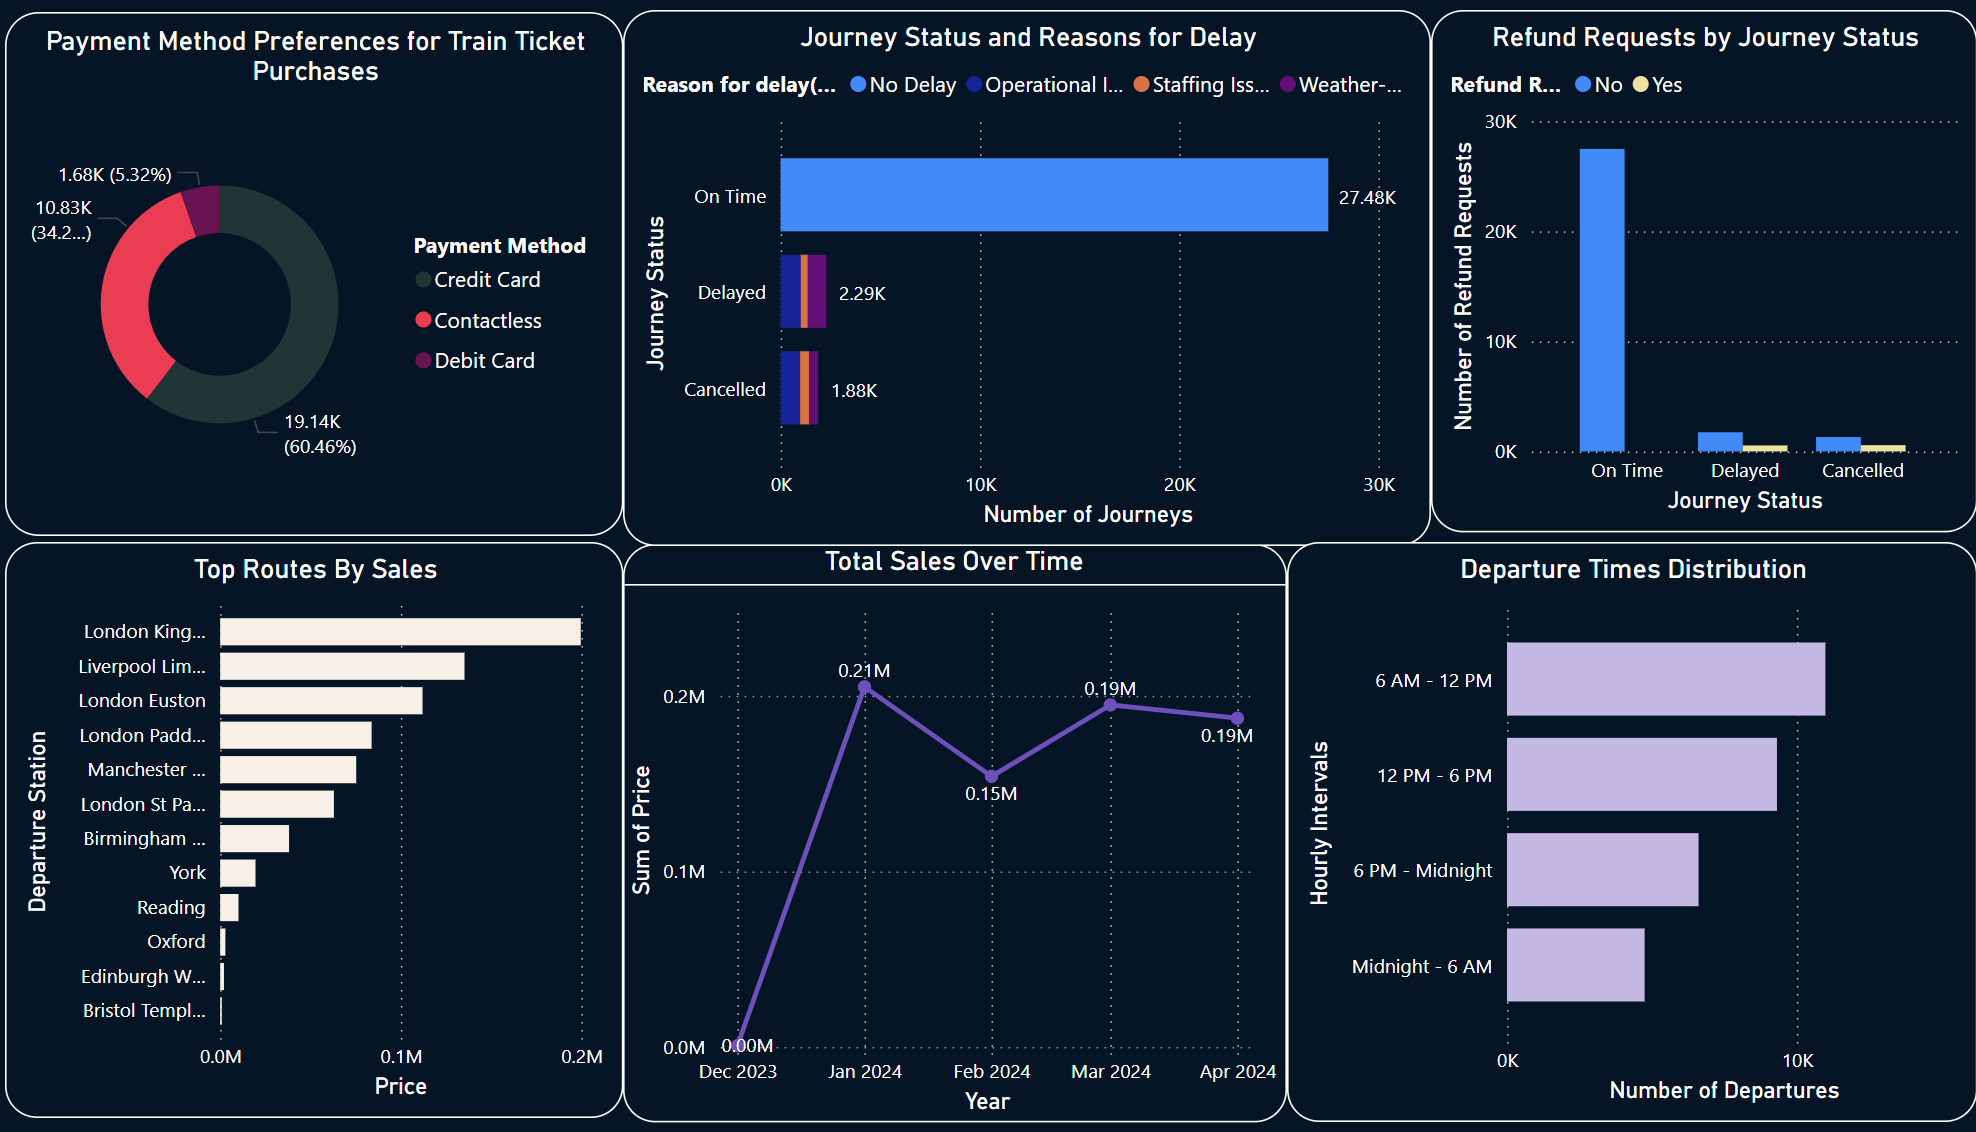 Payment Method Preferences for Train Ticket
Purchases
1.68K (5.32%)
10.83K
(34.2...)
19.14K
(60.46%)
Payment Method
Credit Card
Contactless
Debit Card
Journey Status and Reasons for Delay
Reason for delay(... No Delay Operational I... Staffing Iss... Weather-...
Journey Status
On Time
27.48K
Delayed
2.29K
Cancelled
1.88K
0K 10K 20K 30K
Number of Journeys
Refund Requests by Journey Status
Refund R... No Yes
Number of Refund Requests
30K
20K
10K
0K
On Time Delayed Cancelled
Journey Status
Top Routes By Sales
Departure Station
London King...
Liverpool Lim...
London Euston
London Padd...
Manchester ...
London St Pa...
Birmingham ...
York
Reading
Oxford
Edinburgh W...
Bristol Templ...
0.0M 0.1M 0.2M
Price
Total Sales Over Time
Sum of Price
0.2M
0.1M
0.0M
0.00M
0.21M
0.15M
0.19M
0.19M
Dec 2023 Jan 2024 Feb 2024 Mar 2024 Apr 2024
Year
Departure Times Distribution
Hourly Intervals
6 AM - 12 PM
12 PM - 6 PM
6 PM - Midnight
Midnight - 6 AM
0K 10K
Number of Departures